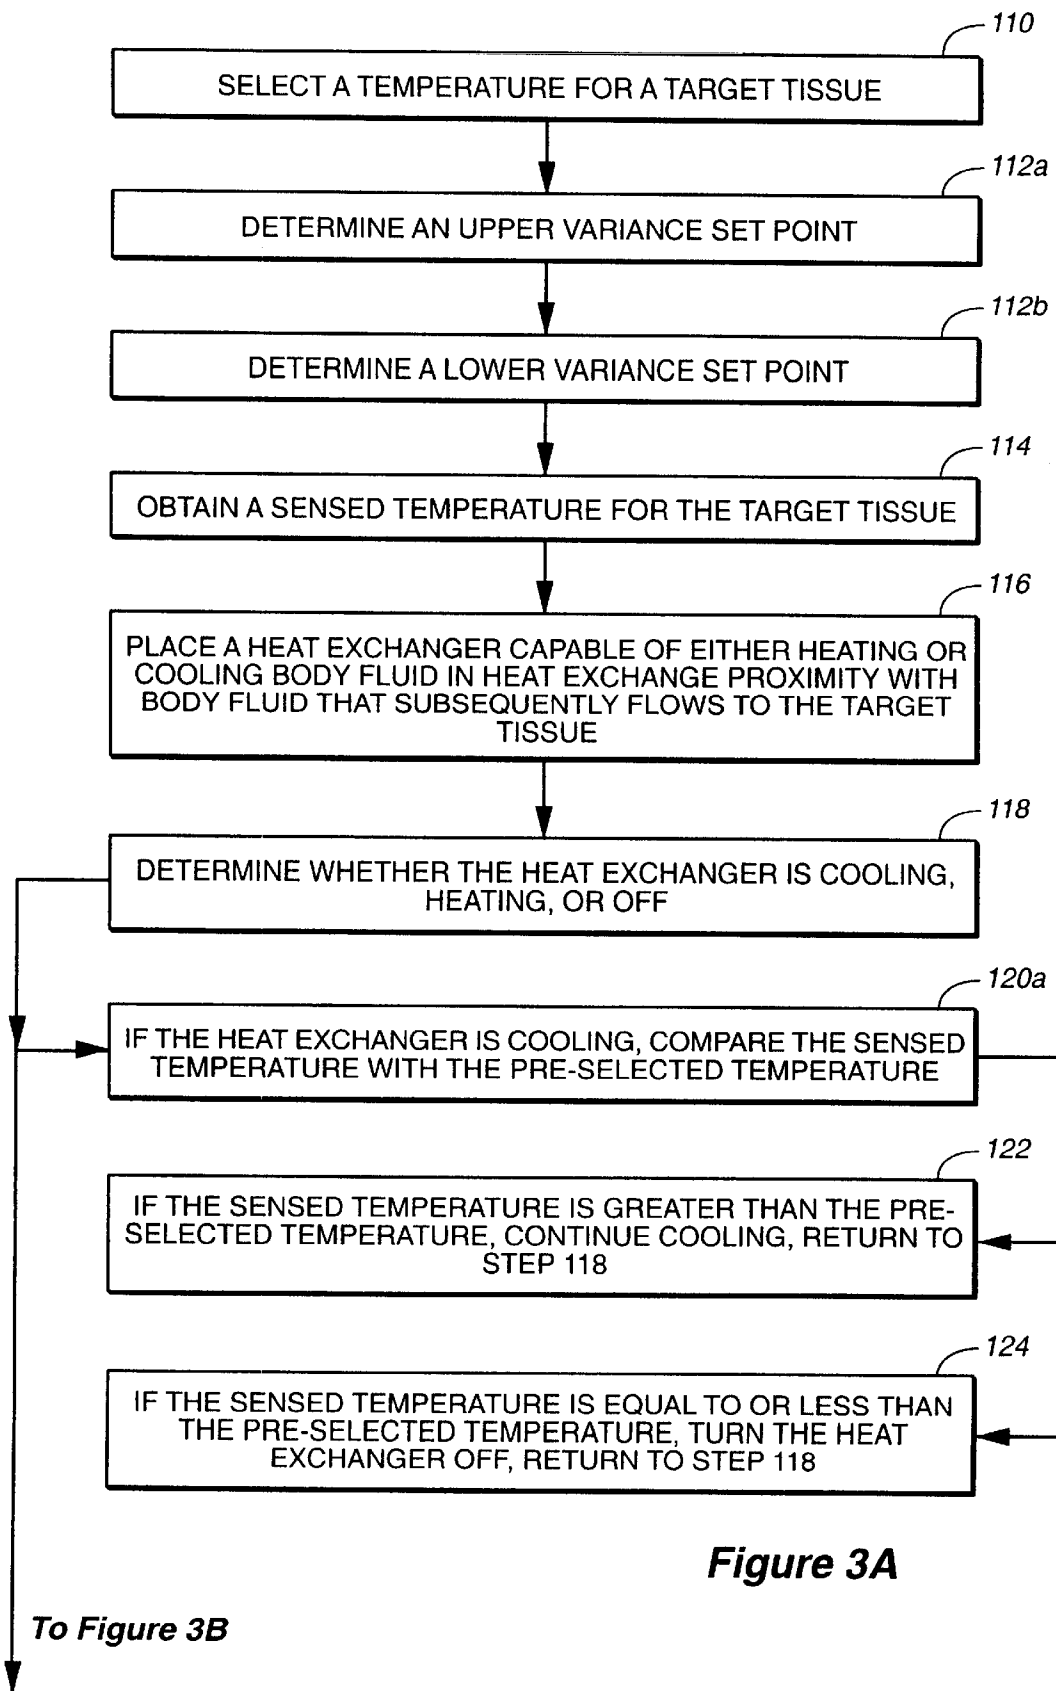 110
SELECT A TEMPERATURE FOR A TARGET TISSUE
112a
DETERMINE AN UPPER VARIANCE SET POINT
112b
DETERMINE A LOWER VARIANCE SET POINT
114
OBTAIN A SENSED TEMPERATURE FOR THE TARGET TISSUE
116
PLACE A HEAT EXCHANGER CAPABLE OF EITHER HEATING OR
COOLING BODY FLUID IN HEAT EXCHANGE PROXIMITY WITH
BODY FLUID THAT SUBSEQUENTLY FLOWS TO THE TARGET
TISSUE
118
DETERMINE WHETHER THE HEAT EXCHANGER IS COOLING,
HEATING, OR OFF
120a
IF THE HEAT EXCHANGER IS COOLING, COMPARE THE SENSED
TEMPERATURE WITH THE PRE-SELECTED TEMPERATURE
122
IF THE SENSED TEMPERATURE IS GREATER THAN THE PRE-
SELECTED TEMPERATURE, CONTINUE COOLING, RETURN TO
STEP 118
124
IF THE SENSED TEMPERATURE IS EQUAL TO OR LESS THAN
THE PRE-SELECTED TEMPERATURE, TURN THE HEAT
EXCHANGER OFF, RETURN TO STEP 118
Figure 3A
To Figure 3B